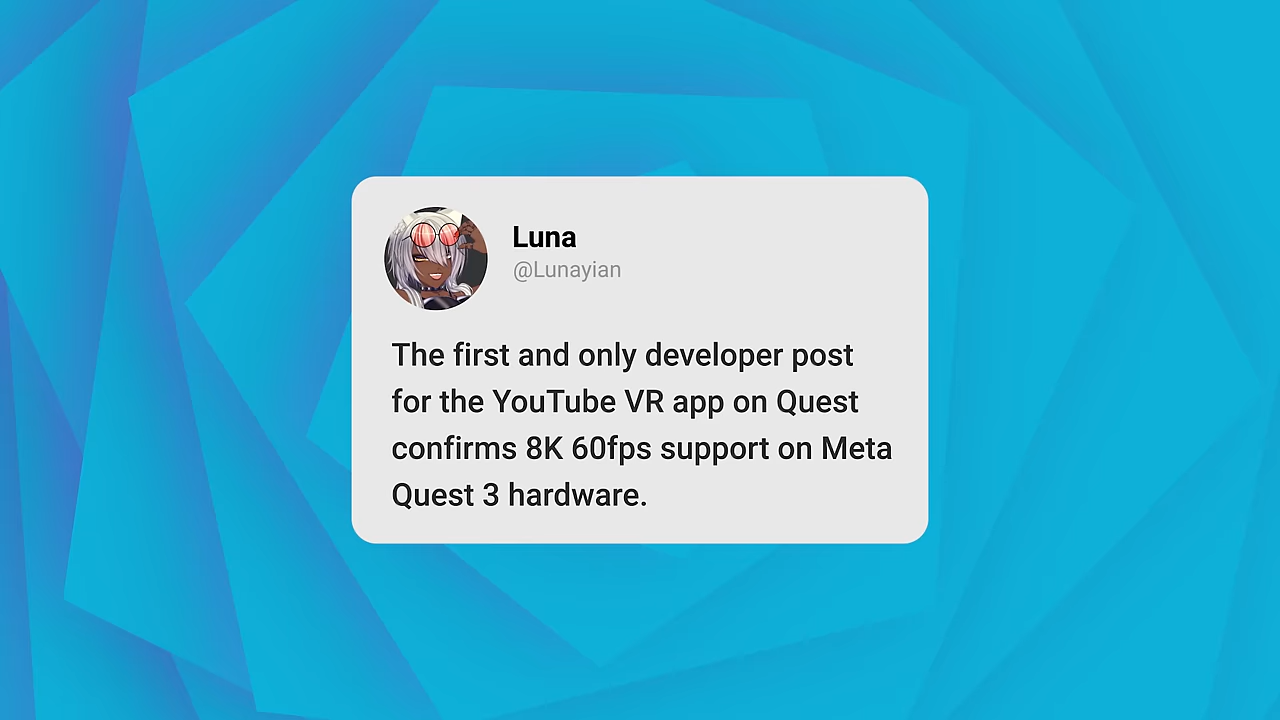 Luna
@Lunayian
The first and only developer post
for the YouTube VR app on Quest
confirms 8K 60fps support on Meta
Quest 3 hardware.